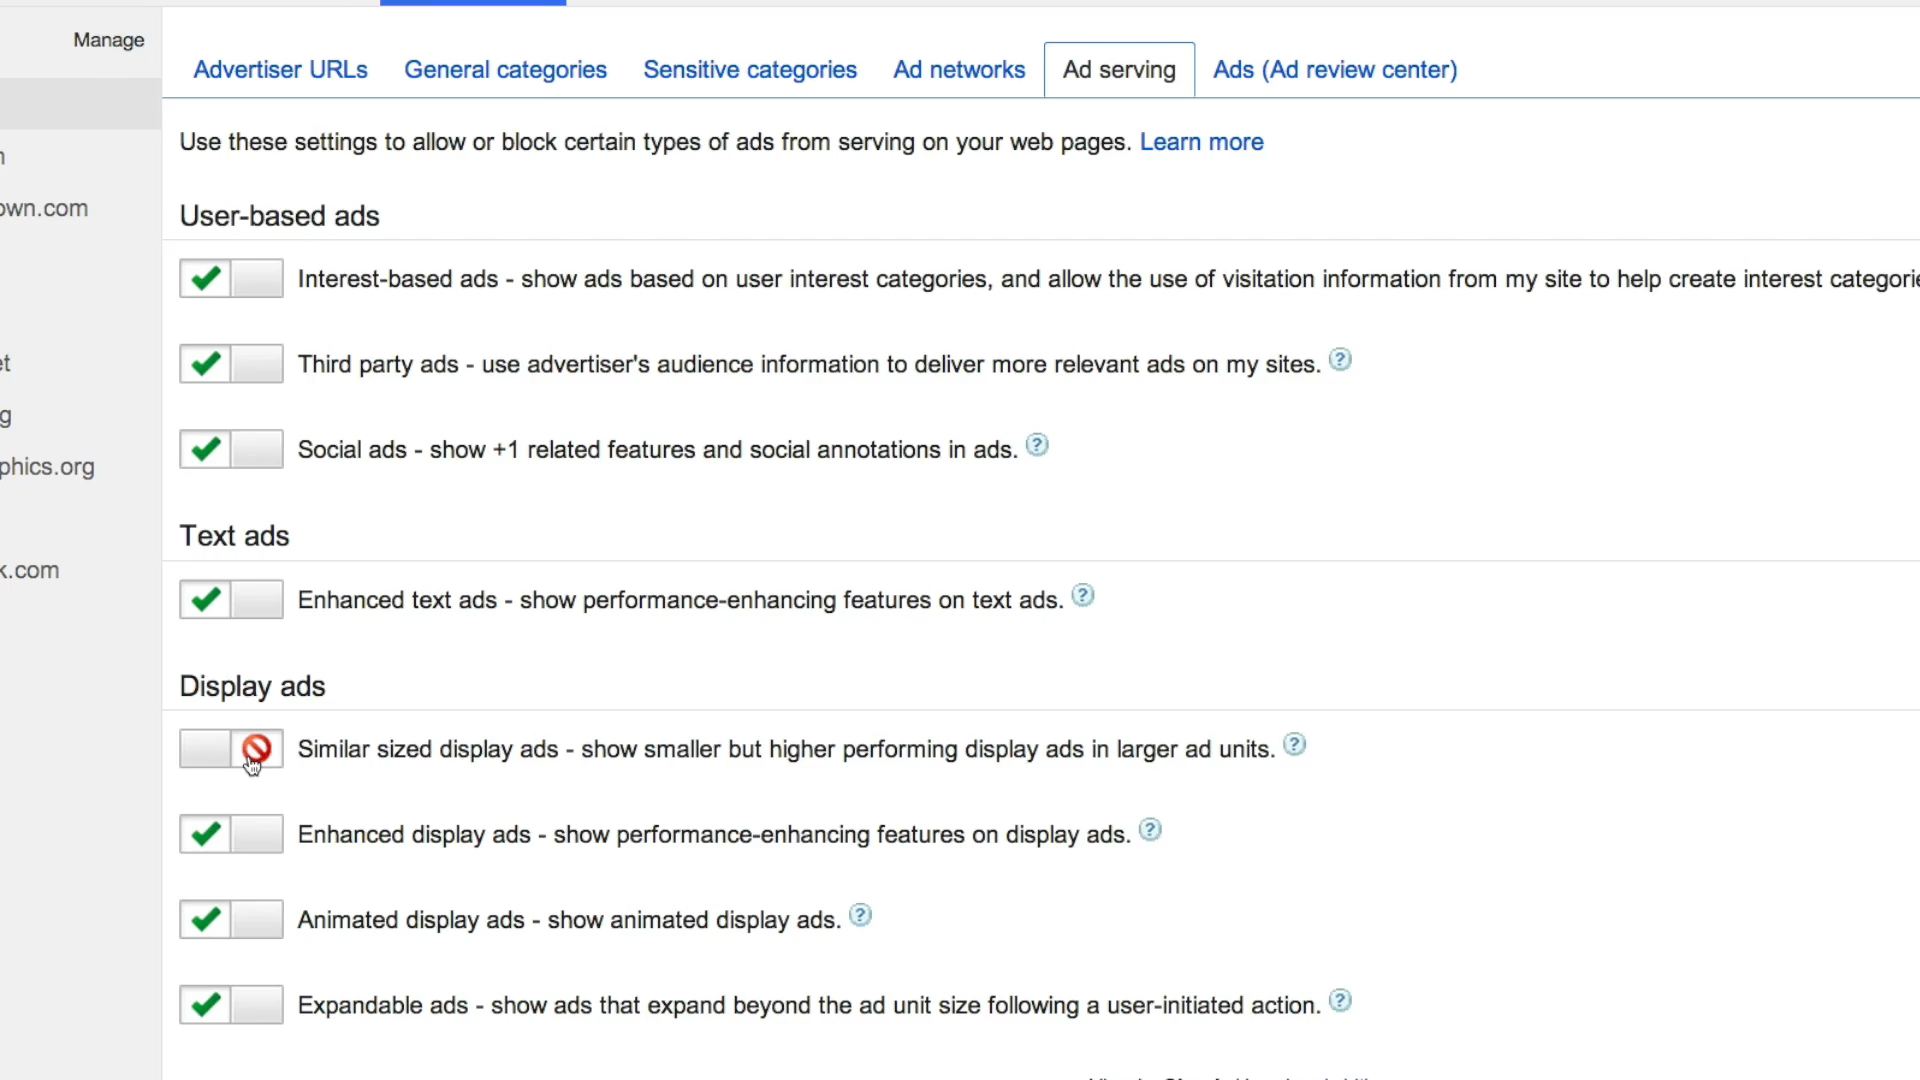 Manage
Advertiser URLs General categories Sensitive categories Ad networks Ad serving Ads (Ad review center)
Use these settings to allow or block certain types of ads from serving on your web pages. Learn more
own.com
User-based ads
Interest-based ads - show ads based on user interest categories, and allow the use of visitation information from my site to help create interest categorie
et
Third party ads - use advertiser's audience information to deliver more relevant ads on my sites. ?
g
Social ads - show +1 related features and social annotations in ads. ?
phics.org
Text ads
k.com
Enhanced text ads - show performance-enhancing features on text ads. ?
Display ads
Similar sized display ads - show smaller but higher performing display ads in larger ad units. ?
Enhanced display ads - show performance-enhancing features on display ads. ?
Animated display ads - show animated display ads. ?
Expandable ads - show ads that expand beyond the ad unit size following a user-initiated action. ?